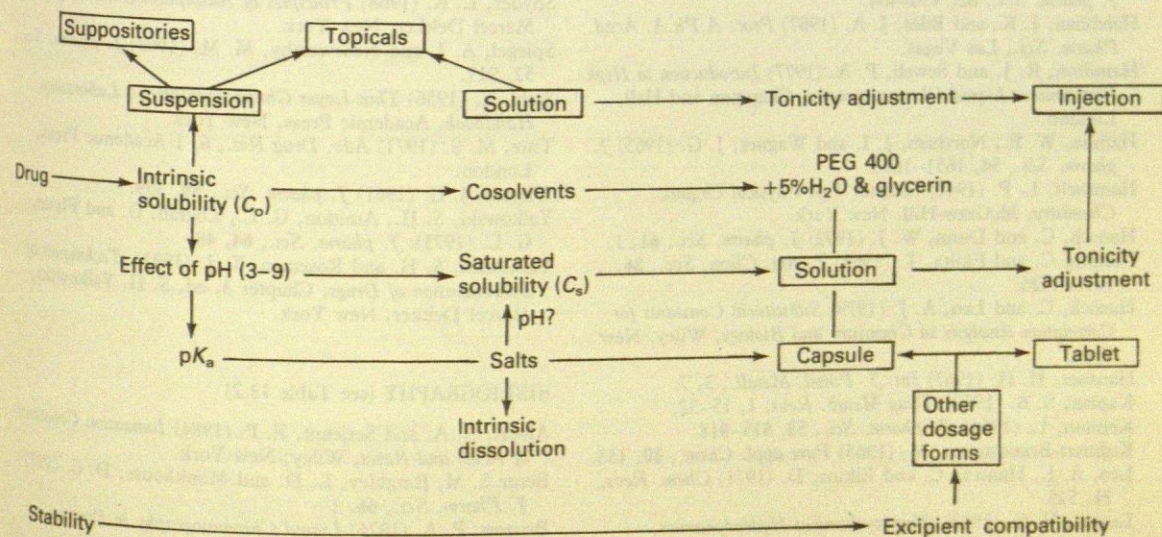 Suppositories
Topicals
Suspension
Solution
Tonicity adjustment
Injection
Drug
Intrinsic
solubility (Cₒ)
Cosolvents
PEG 400
+5%H₂O & glycerin
Effect of pH (3–9)
Saturated
solubility (Cₛ)
Solution
Tonicity
adjustment
pH?
pKₐ
Salts
Capsule
Tablet
Intrinsic
dissolution
Other
dosage
forms
Stability
Excipient compatibility